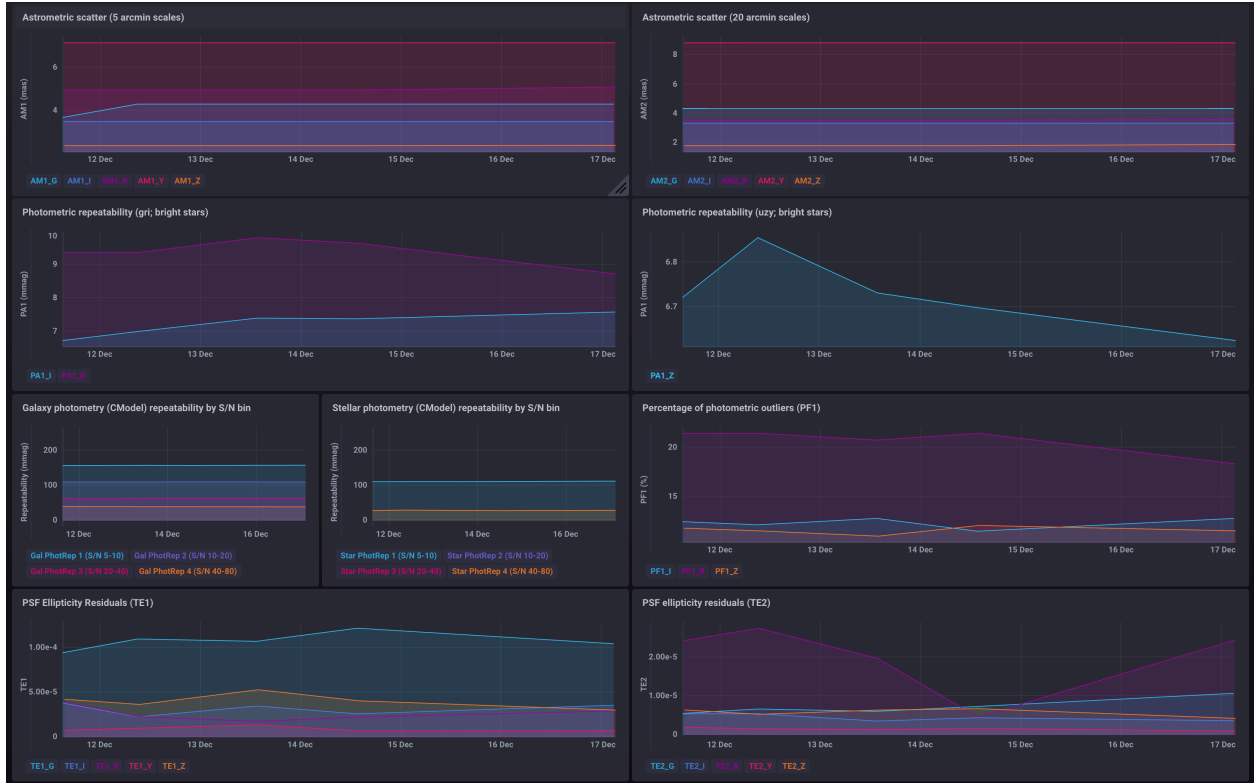 Astrometric scatter (5 arcmin scales)
AM1 (mas)
6
4
12 Dec 13 Dec 14 Dec 15 Dec 16 Dec 17 Dec
AM1_G AM1_I AM1_R AM1_Y AM1_Z
Astrometric scatter (20 arcmin scales)
AM2 (mas)
8
6
4
2
12 Dec 13 Dec 14 Dec 15 Dec 16 Dec 17 Dec
AM2_G AM2_I AM2_R AM2_Y AM2_Z
Photometric repeatability (gri; bright stars)
PA1 (mmag)
10
9
8
7
12 Dec 13 Dec 14 Dec 15 Dec 16 Dec 17 Dec
PA1_I PA1_R
Photometric repeatability (uzy; bright stars)
PA1 (mmag)
6.8
6.7
12 Dec 13 Dec 14 Dec 15 Dec 16 Dec 17 Dec
PA1_Z
Galaxy photometry (CModel) repeatability by S/N bin
Repeatability (mmag)
200
100
0
12 Dec 14 Dec 16 Dec
Gal PhotRep 1 (S/N 5-10) Gal PhotRep 2 (S/N 10-20)
Gal PhotRep 3 (S/N 20-40) Gal PhotRep 4 (S/N 40-80)
Stellar photometry (CModel) repeatability by S/N bin
Repeatability (mmag)
200
100
0
12 Dec 14 Dec 16 Dec
Star PhotRep 1 (S/N 5-10) Star PhotRep 2 (S/N 10-20)
Star PhotRep 3 (S/N 20-40) Star PhotRep 4 (S/N 40-80)
Percentage of photometric outliers (PF1)
PF1 (%)
20
15
12 Dec 13 Dec 14 Dec 15 Dec 16 Dec 17 Dec
PF1_I PF1_R PF1_Z
PSF Ellipticity Residuals (TE1)
TE1
1.00e-4
5.00e-5
0
12 Dec 13 Dec 14 Dec 15 Dec 16 Dec 17 Dec
TE1_G TE1_I TE1_R TE1_Y TE1_Z
PSF ellipticity residuals (TE2)
TE2
2.00e-5
1.00e-5
0
12 Dec 13 Dec 14 Dec 15 Dec 16 Dec 17 Dec
TE2_G TE2_I TE2_R TE2_Y TE2_Z